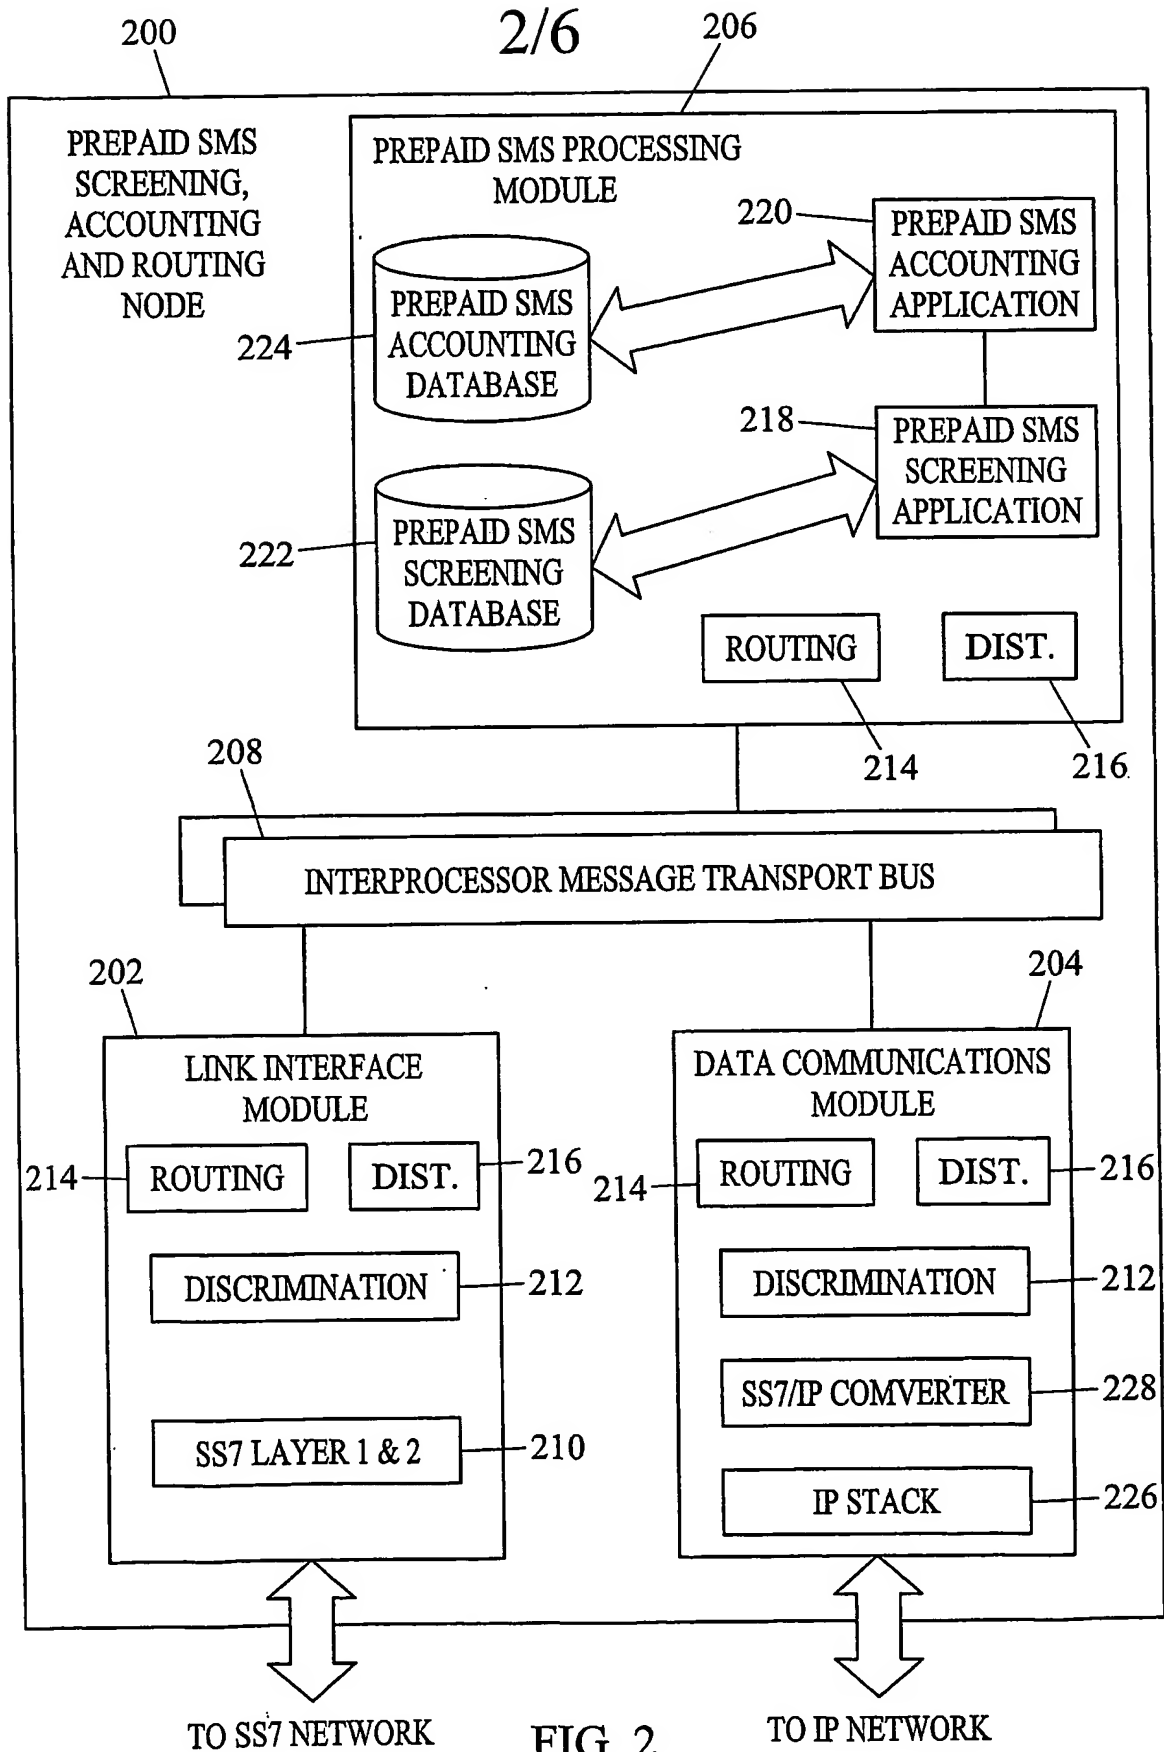 2/6
200
206
PREPAID SMS
SCREENING,
ACCOUNTING
AND ROUTING
NODE
PREPAID SMS PROCESSING
MODULE
220
PREPAID SMS
ACCOUNTING
APPLICATION
PREPAID SMS
ACCOUNTING
DATABASE
224
218
PREPAID SMS
SCREENING
APPLICATION
PREPAID SMS
SCREENING
DATABASE
222
ROUTING
DIST.
214
216
208
INTERPROCESSOR MESSAGE TRANSPORT BUS
202
LINK INTERFACE
MODULE
214
ROUTING
DIST.
216
DISCRIMINATION
212
SS7 LAYER 1 & 2
210
204
DATA COMMUNICATIONS
MODULE
214
ROUTING
DIST.
216
DISCRIMINATION
212
SS7/IP COMVERTER
228
IP STACK
226
TO SS7 NETWORK
TO IP NETWORK
FIG. 2